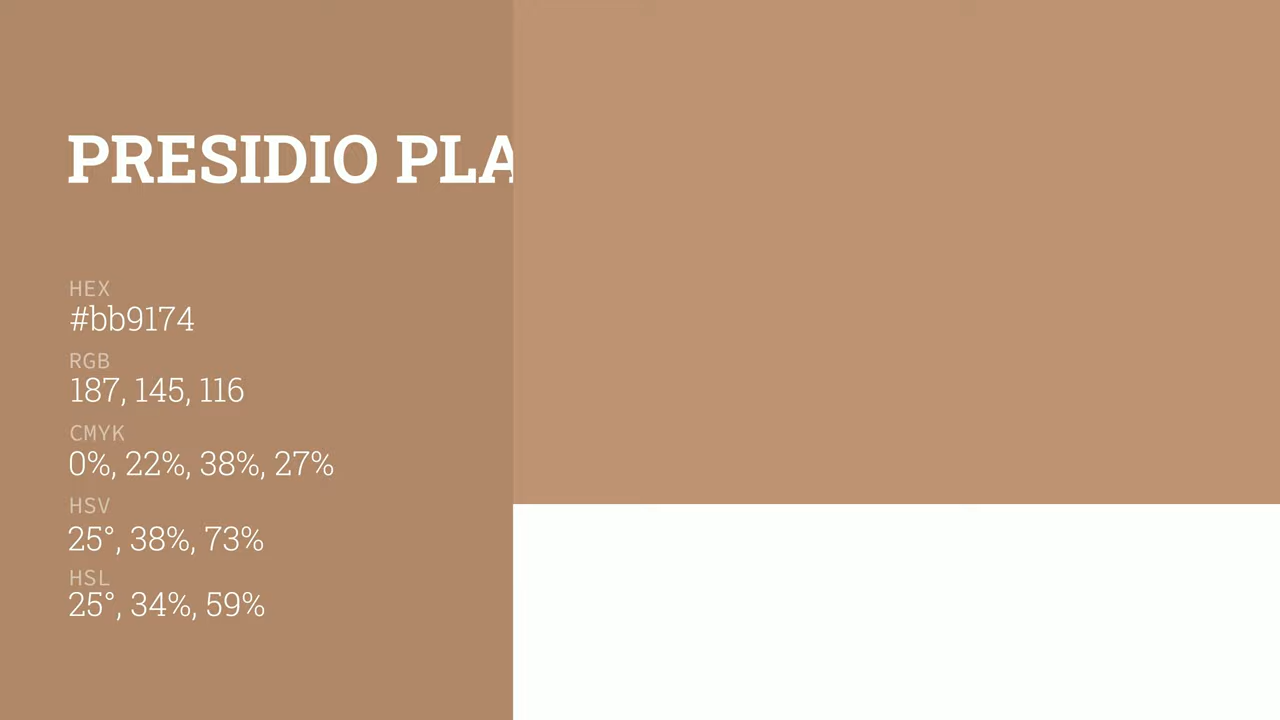 PRESIDIO PLA
HEX
#bb9174
RGB
187, 145, 116
CMYK
0%, 22%, 38%, 27%
HSV
25°, 38%, 73%
HSL
25°, 34%, 59%